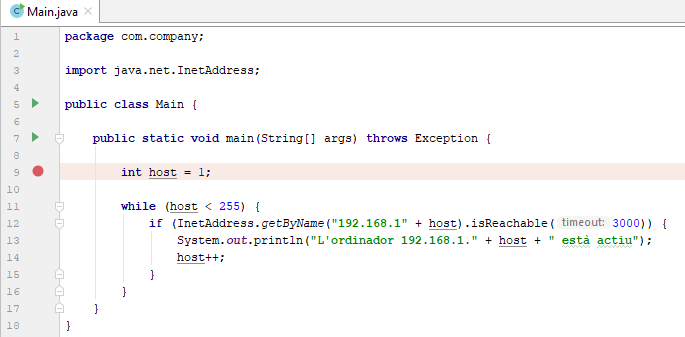 Main.java
1 package com.company;
2
3 import java.net.InetAddress;
4
5 public class Main {
6
7 public static void main(String[] args) throws Exception {
8
9 int host = 1;
10
11 while (host < 255) {
12 if (InetAddress.getByName("192.168.1" + host).isReachable( timeout: 3000)) {
13 System.out.println("L'ordinador 192.168.1." + host + " està actiu");
14 host++;
15 }
16 }
17 }
18 }